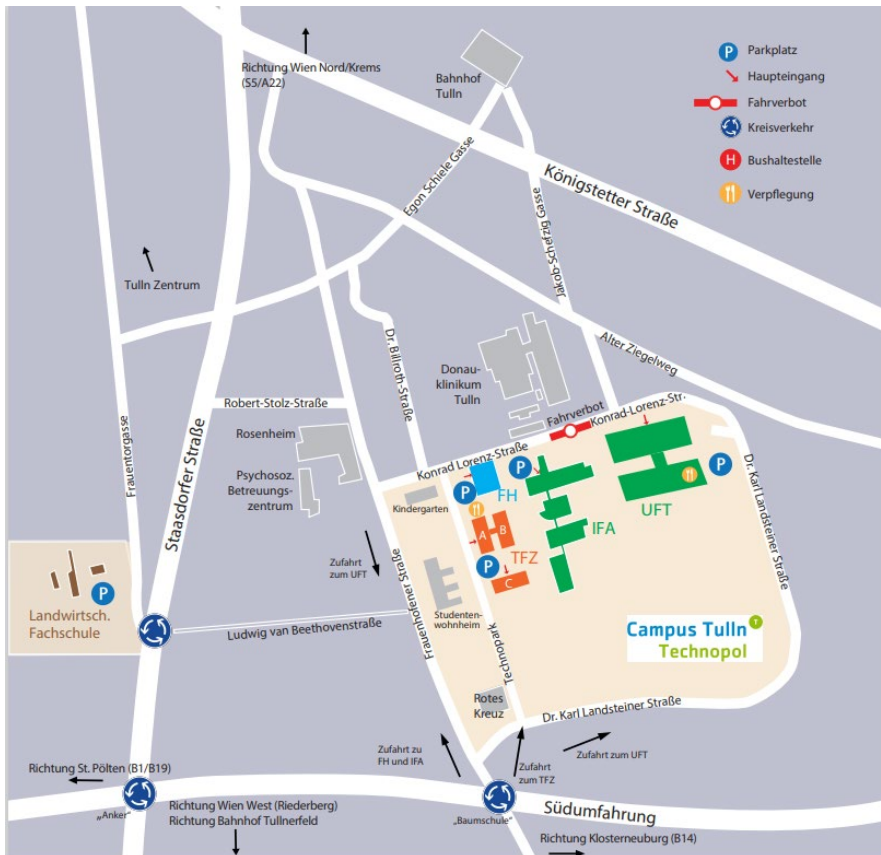 Richtung Wien Nord/Krems
(S5/A22)
Bahnhof
Tulln
P Parkplatz
Haupteingang
Fahrverbot
Kreisverkehr
H Bushaltestelle
Verpflegung
Egon Schiele Gasse
Königstetter Straße
Jakob-Schefzig Gasse
Tulln Zentrum
Dr. Billroth-Straße
Alter Ziegelweg
Donau-
klinikum
Tulln
Robert-Stolz-Straße
Fahrverbot
Konrad-Lorenz-Str.
Rosenheim
Frauentorgasse
Staasdorfer Straße
Konrad Lorenz-Straße
Psychosoz.
Betreuungs-
zentrum
Kindergarten
P
P
P
FH
UFT
Dr. Karl Landsteiner Straße
A
B
TFZ
IFA
P
C
Zufahrt
zum UFT
Frauenhofener Straße
P
Landwirtsch.
Fachschule
Studenten-
wohnheim
Ludwig van Beethovenstraße
Technopark
Campus Tulln
T
Technopol
Rotes
Kreuz
Dr. Karl Landsteiner Straße
Zufahrt zu
FH und IFA
Zufahrt zum UFT
Zufahrt
zum TFZ
Richtung St. Pölten (B1/B19)
„Anker“
Richtung Wien West (Riederberg)
Richtung Bahnhof Tullnerfeld
„Baumschule“
Südumfahrung
Richtung Klosterneuburg (B14)